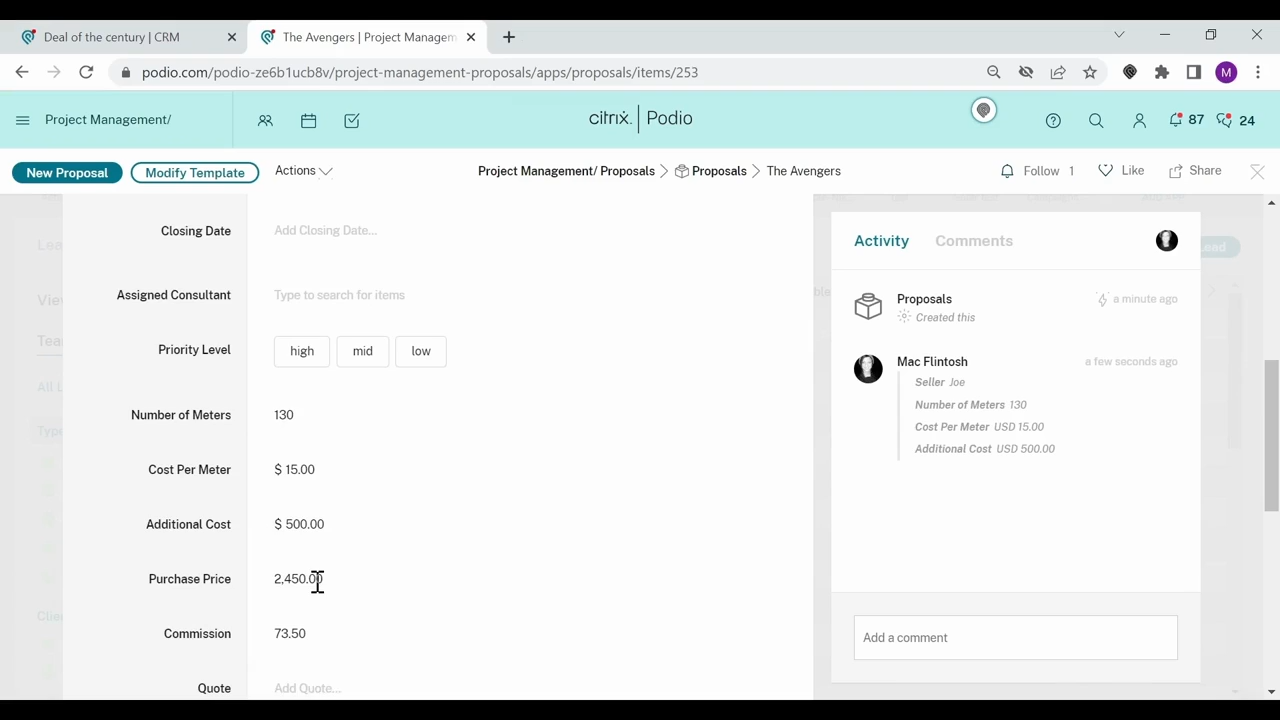 Deal of the century | CRM
The Avengers | Project Managem
podio.com/podio-ze6b1ucb8v/project-management-proposals/apps/proposals/items/253
M
Project Management/
citrix. | Podio
87
24
New Proposal
Modify Template
Actions
Project Management/ Proposals
Proposals
The Avengers
Follow 1
Like
Share
Closing Date
Add Closing Date...
Assigned Consultant
Type to search for items
Priority Level
high
mid
low
Number of Meters
130
Cost Per Meter
$ 15.00
Additional Cost
$ 500.00
Purchase Price
2,450.00
Commission
73.50
Quote
Add Quote...
Activity
Comments
Proposals
a minute ago
Created this
Mac Flintosh
a few seconds ago
Seller Joe
Number of Meters 130
Cost Per Meter USD 15.00
Additional Cost USD 500.00
Add a comment